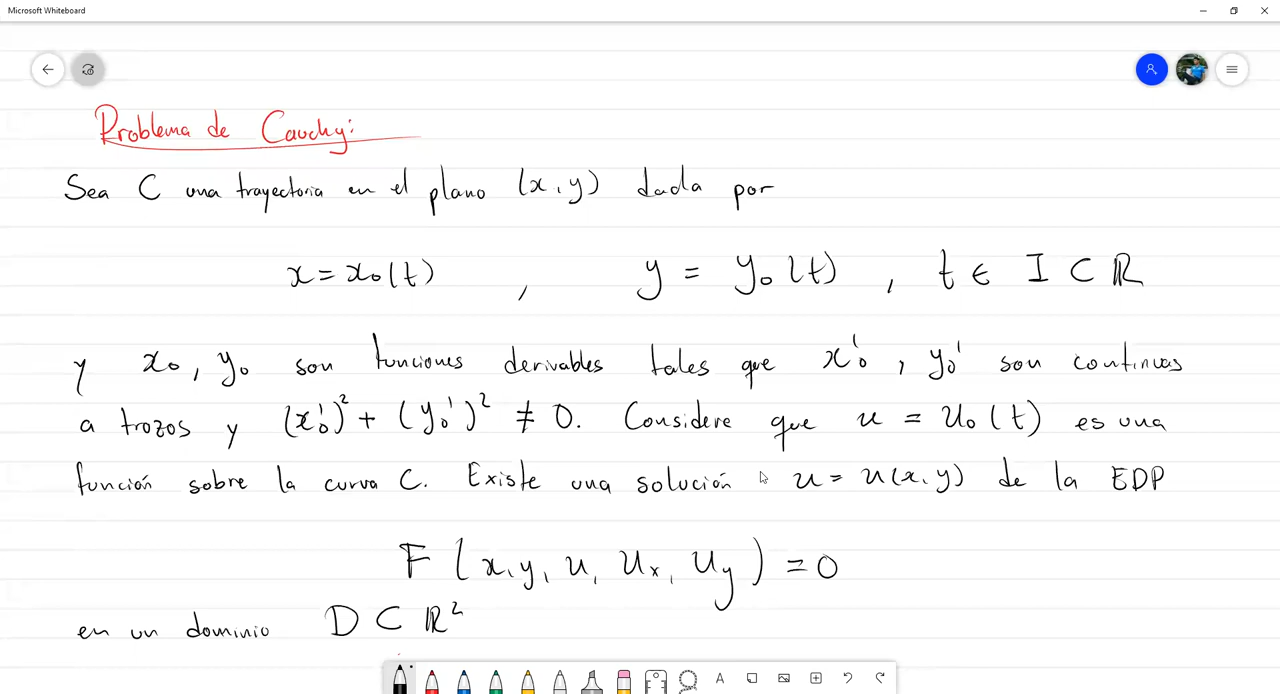 Microsoft Whiteboard
Problema de Cauchy:
Sea C una trayectoria en el plano (x,y) dada por
x = x₀(t) , y = y₀(t) , t ∈ I ⊂ ℝ
y x₀, y₀ son funciones derivables tales que x₀', y₀' son continuas
a trozos y (x₀')² + (y₀')² ≠ 0. Considere que u = u₀(t) es una
función sobre la curva C. Existe una solución u = u(x,y) de la EDP
F(x,y, u, uₓ, u_y) = 0
en un dominio D ⊂ ℝ²
A